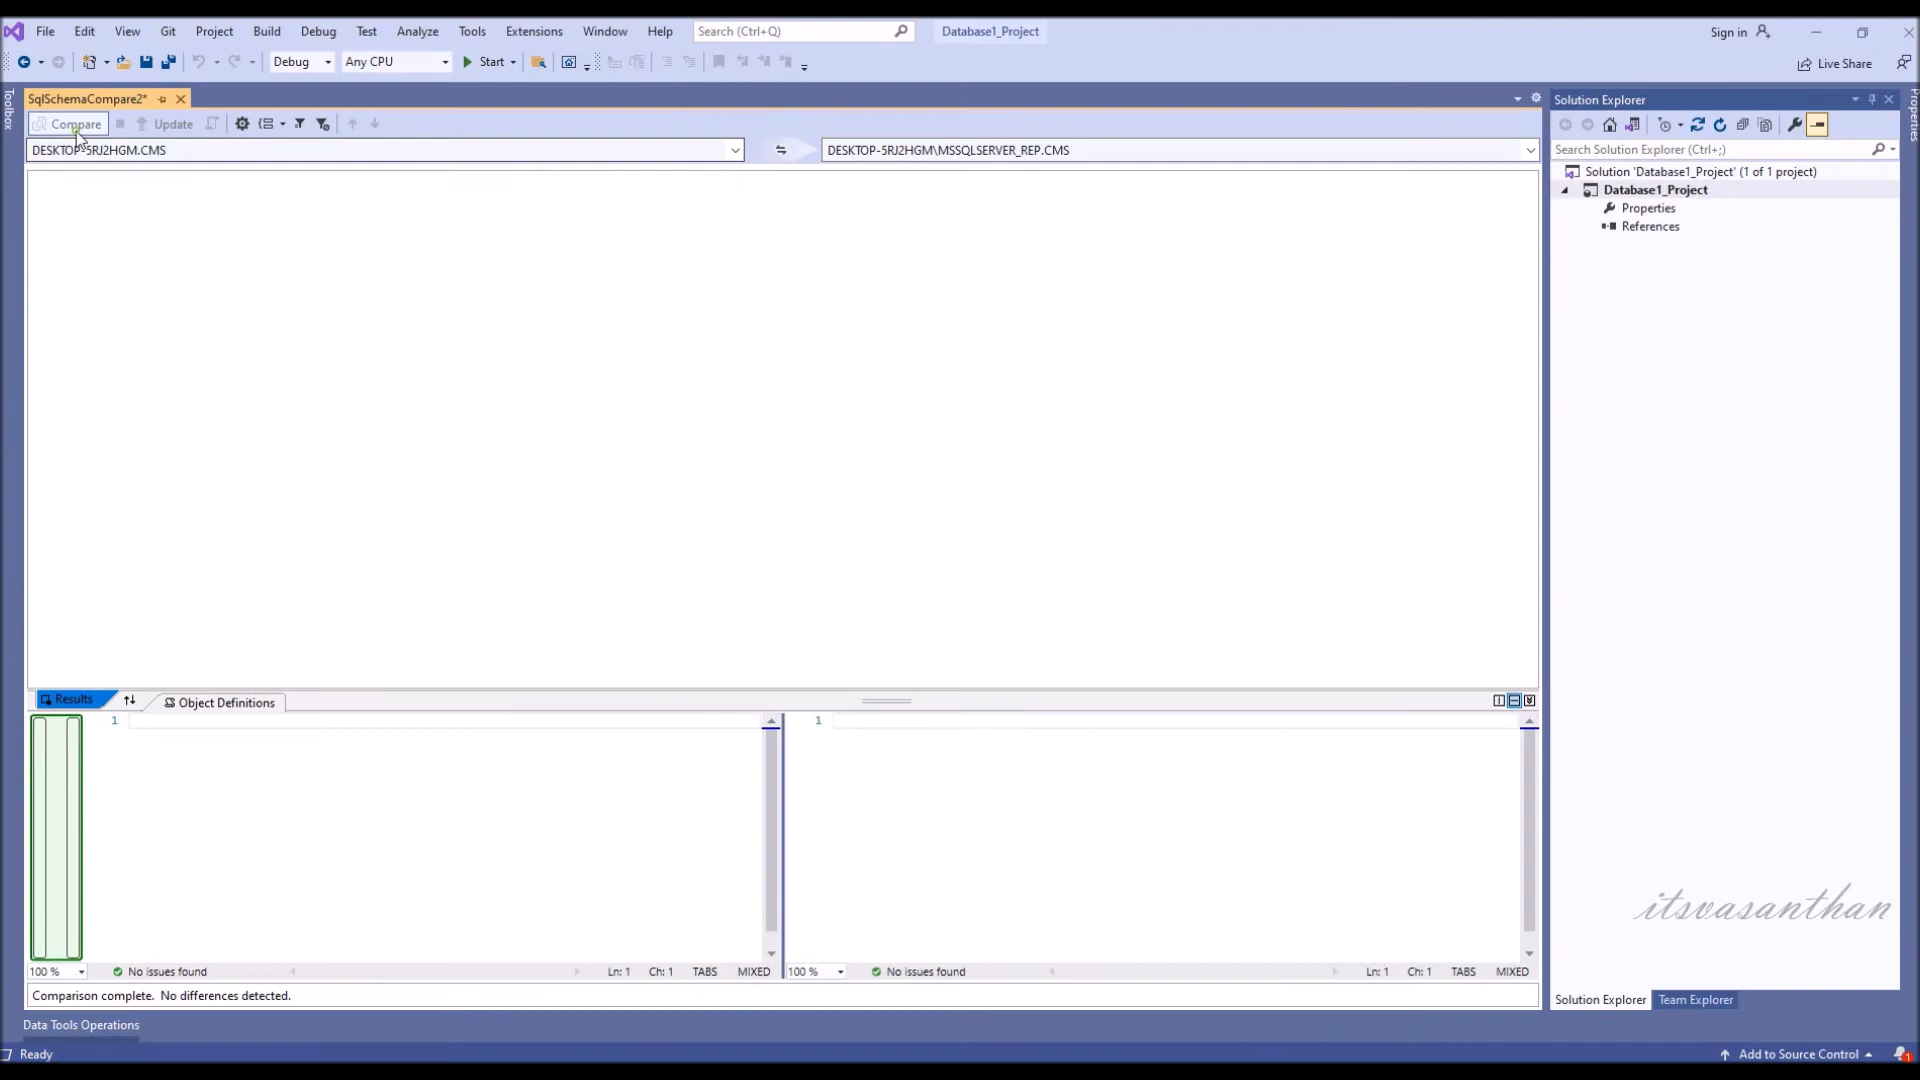 File Edit View Git Project Build Debug Test Analyze Tools Extensions Window Help Search (Ctrl+Q) Database1_Project Sign in
Debug Any CPU Start Live Share
Toolbox
SqlSchemaCompare2*
Compare Update
DESKTOP-5RJ2HGM.CMS DESKTOP-5RJ2HGM\MSSQLSERVER_REP.CMS
Results Object Definitions
1 1
100 % No issues found Ln: 1 Ch: 1 TABS MIXED 100 % No issues found Ln: 1 Ch: 1 TABS MIXED
Comparison complete. No differences detected.
Solution Explorer
Search Solution Explorer (Ctrl+;)
Solution 'Database1_Project' (1 of 1 project)
Database1_Project
Properties
References
itsvasanthan
Solution Explorer Team Explorer
Properties
Data Tools Operations
Ready Add to Source Control 1